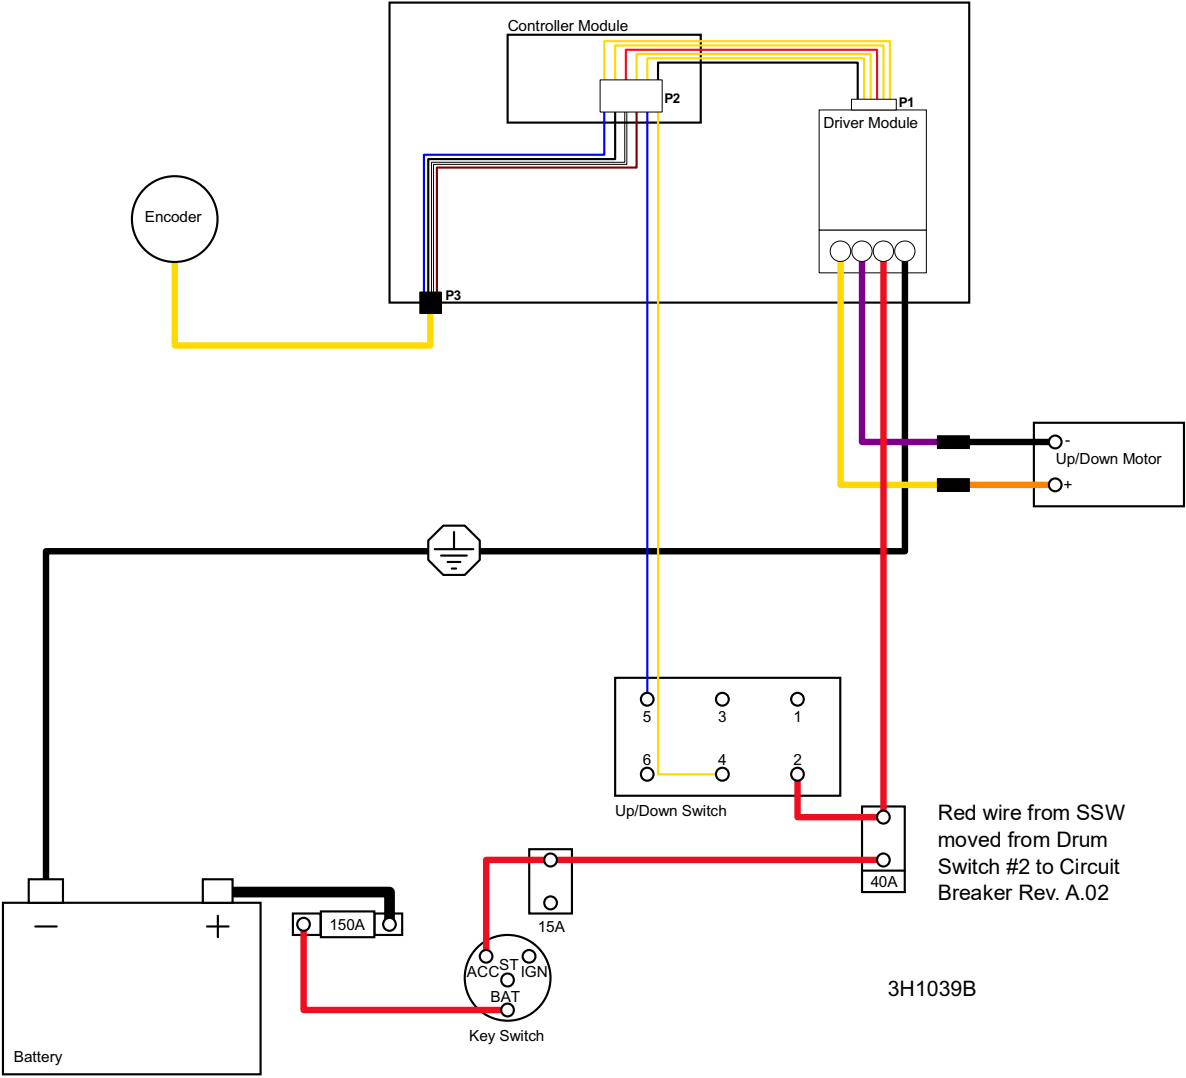 Controller Module
P2
P1
Driver Module
Encoder
P3
-
Up/Down Motor
+
5
3
1
6
4
2
Up/Down Switch
Red wire from SSW
moved from Drum
Switch #2 to Circuit
Breaker Rev. A.02
40A
150A
15A
ACC
ST
IGN
BAT
Key Switch
3H1039B
Battery